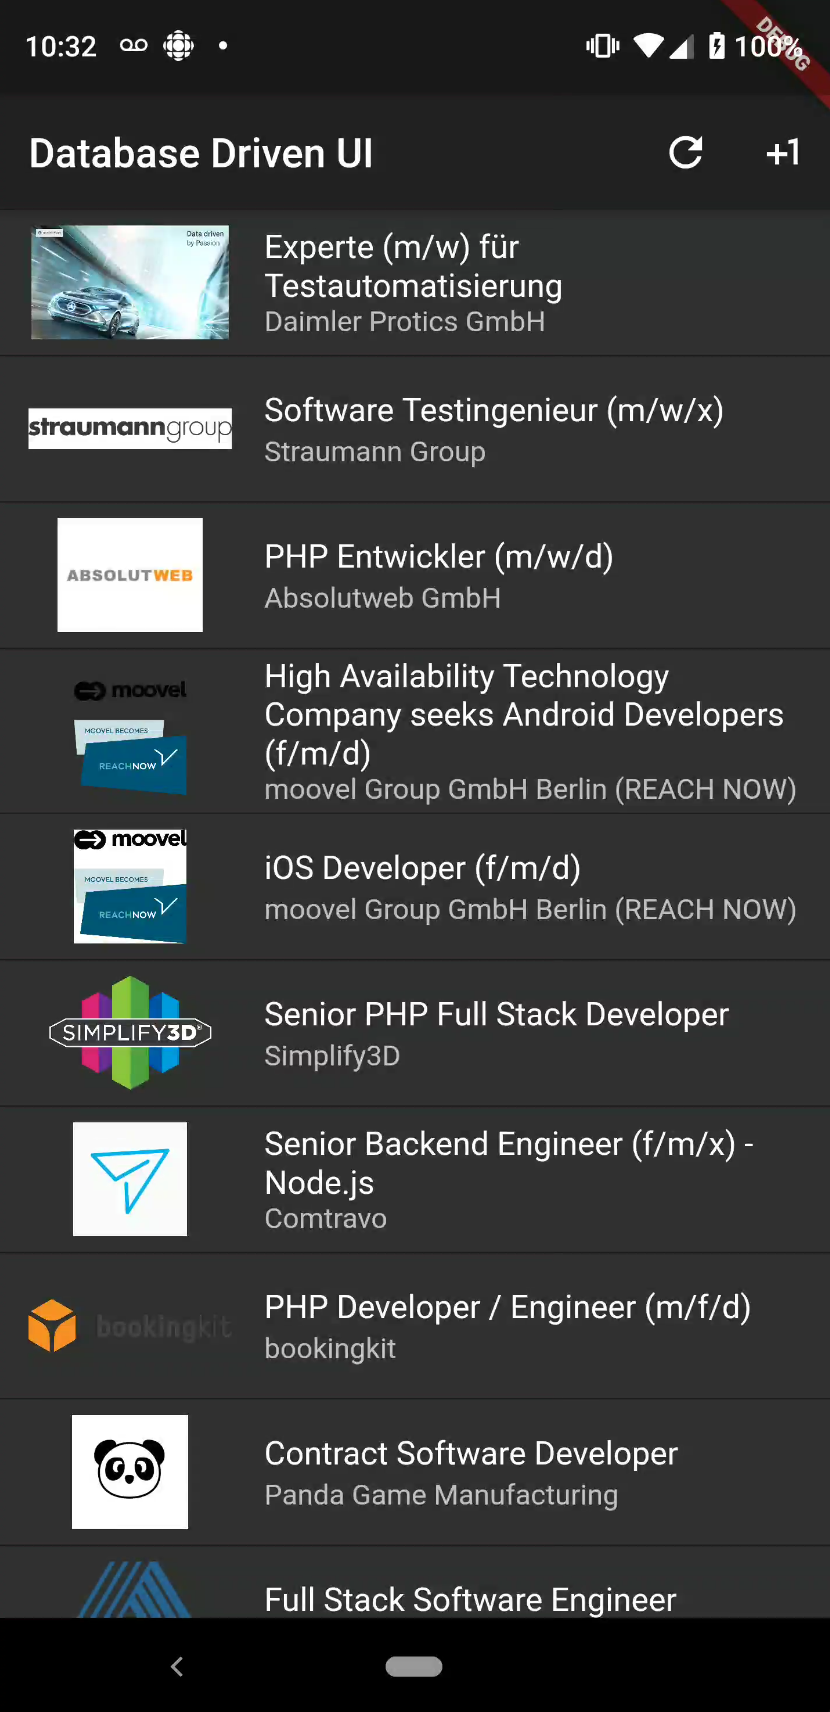 10:32
100%
DEBUG
Database Driven UI
+1
Data driven
by Passion
Experte (m/w) für
Testautomatisierung
Daimler Protics GmbH
straumanngroup
Software Testingenieur (m/w/x)
Straumann Group
ABSOLUTWEB
PHP Entwickler (m/w/d)
Absolutweb GmbH
moovel
MOOVEL BECOMES
REACHNOW
High Availability Technology
Company seeks Android Developers
(f/m/d)
moovel Group GmbH Berlin (REACH NOW)
moovel
MOOVEL BECOMES
REACHNOW
iOS Developer (f/m/d)
moovel Group GmbH Berlin (REACH NOW)
SIMPLIFY3D®
Senior PHP Full Stack Developer
Simplify3D
Senior Backend Engineer (f/m/x) -
Node.js
Comtravo
bookingkit
PHP Developer / Engineer (m/f/d)
bookingkit
Contract Software Developer
Panda Game Manufacturing
Full Stack Software Engineer